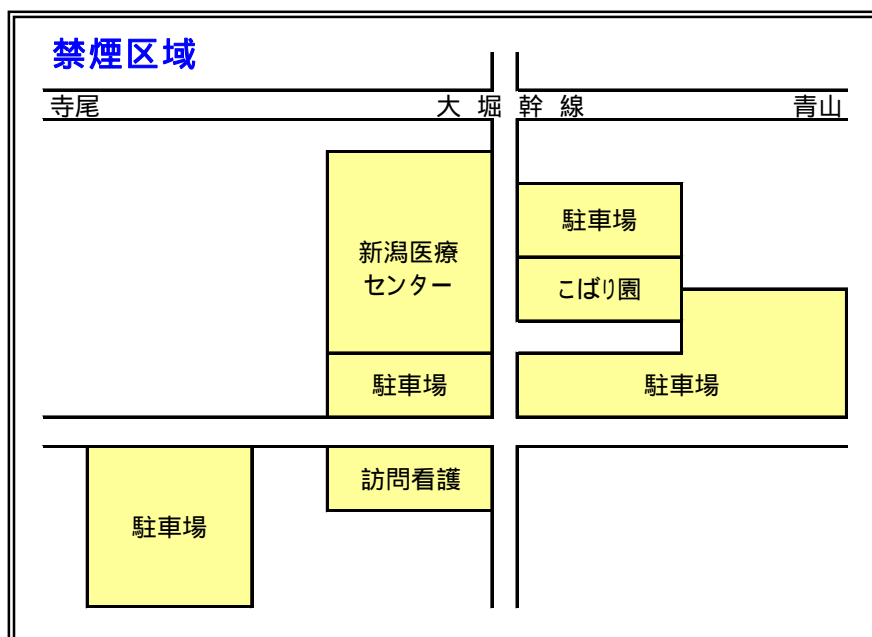 禁煙区域
寺尾
大堀幹線
青山
新潟医療
センター
駐車場
こばり園
駐車場
駐車場
訪問看護
駐車場